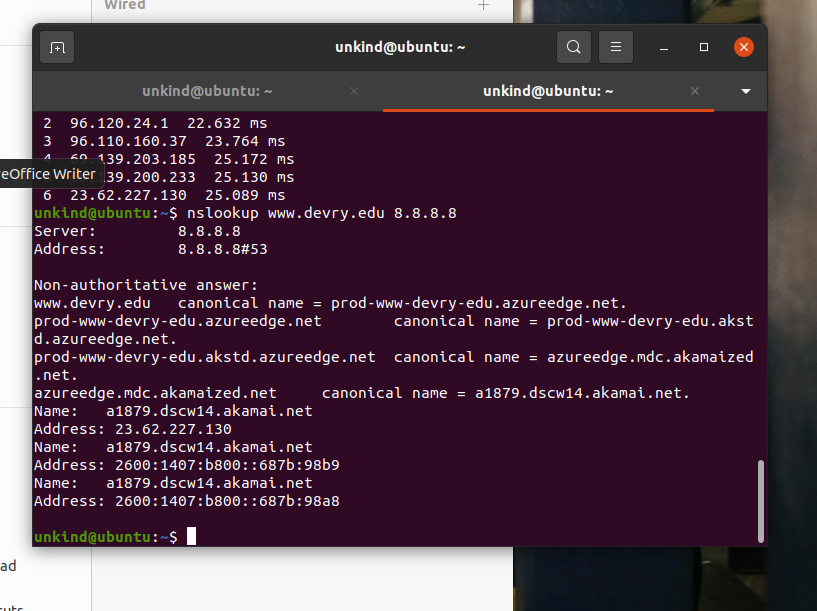 Wired
unkind@ubuntu: ~
unkind@ubuntu: ~
unkind@ubuntu: ~
2  96.120.24.1  22.632 ms
3  96.110.160.37  23.764 ms
4  69.139.203.185  25.172 ms
eOffice Writer
139.200.233  25.130 ms
6  23.62.227.130  25.089 ms
unkind@ubuntu:~$ nslookup www.devry.edu 8.8.8.8
Server:         8.8.8.8
Address:        8.8.8.8#53
Non-authoritative answer:
www.devry.edu   canonical name = prod-www-devry-edu.azureedge.net.
prod-www-devry-edu.azureedge.net        canonical name = prod-www-devry-edu.akst
d.azureedge.net.
prod-www-devry-edu.akstd.azureedge.net  canonical name = azureedge.mdc.akamaized
.net.
azureedge.mdc.akamaized.net     canonical name = a1879.dscw14.akamai.net.
Name:   a1879.dscw14.akamai.net
Address: 23.62.227.130
Name:   a1879.dscw14.akamai.net
Address: 2600:1407:b800::687b:98b9
Name:   a1879.dscw14.akamai.net
Address: 2600:1407:b800::687b:98a8
unkind@ubuntu:~$
ad